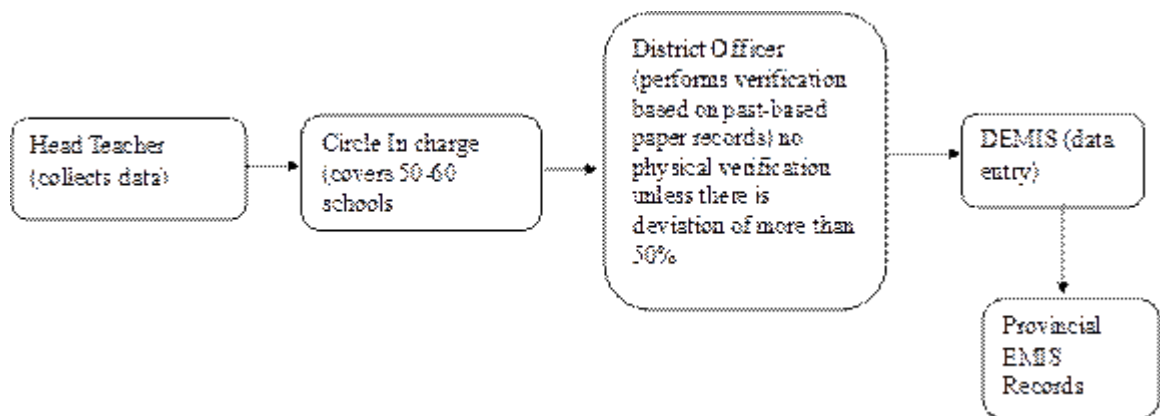 Head Teacher
(collects data)
Circle In charge
(covers 50-60
schools
District Officer
(performs verification
based on past-based
paper records) no
physical verification
unless there is
deviation of more than
50%
DEMIS (data
entry)
Provincial
EMIS
Records